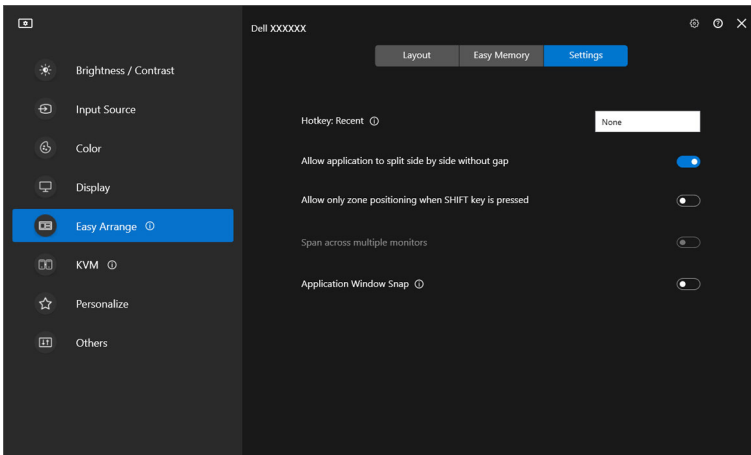 Dell XXXXXX
Layout
Easy Memory
Settings
Brightness / Contrast
Input Source
Color
Display
Easy Arrange
KVM
Personalize
Others
Hotkey: Recent
None
Allow application to split side by side without gap
Allow only zone positioning when SHIFT key is pressed
Span across multiple monitors
Application Window Snap